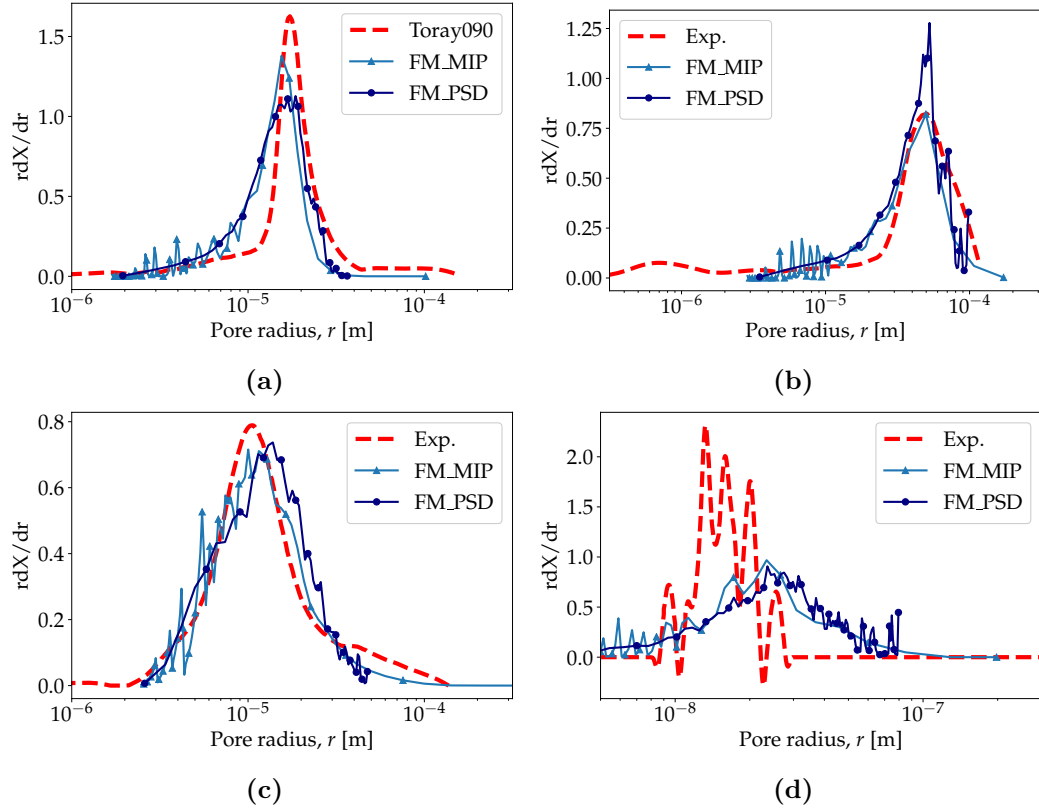 1.5
1.0
0.5
0.0
rdX/dr
Toray090
FM_MIP
FM_PSD
10⁻⁶
10⁻⁵
10⁻⁴
Pore radius, r [m]
(a)
1.25
1.00
0.75
0.50
0.25
0.00
rdX/dr
Exp.
FM_MIP
FM_PSD
10⁻⁶
10⁻⁵
10⁻⁴
Pore radius, r [m]
(b)
0.8
0.6
0.4
0.2
0.0
rdX/dr
Exp.
FM_MIP
FM_PSD
10⁻⁶
10⁻⁵
10⁻⁴
Pore radius, r [m]
(c)
2.0
1.5
1.0
0.5
0.0
rdX/dr
Exp.
FM_MIP
FM_PSD
10⁻⁸
10⁻⁷
Pore radius, r [m]
(d)